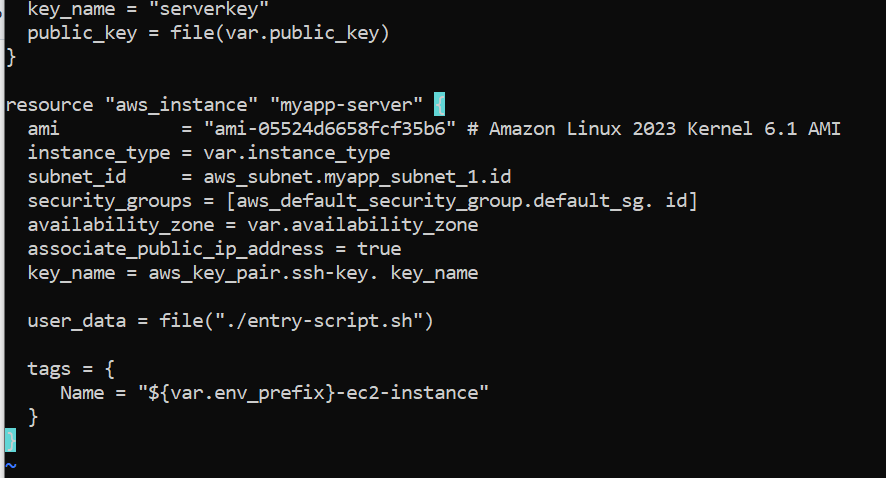 key_name = "serverkey"
public_key = file(var.public_key)
}
resource "aws_instance" "myapp-server" {
ami = "ami-05524d6658fcf35b6" # Amazon Linux 2023 Kernel 6.1 AMI
instance_type = var.instance_type
subnet_id = aws_subnet.myapp_subnet_1.id
security_groups = [aws_default_security_group.default_sg. id]
availability_zone = var.availability_zone
associate_public_ip_address = true
key_name = aws_key_pair.ssh-key. key_name
user_data = file("./entry-script.sh")
tags = {
Name = "${var.env_prefix}-ec2-instance"
}
}
~